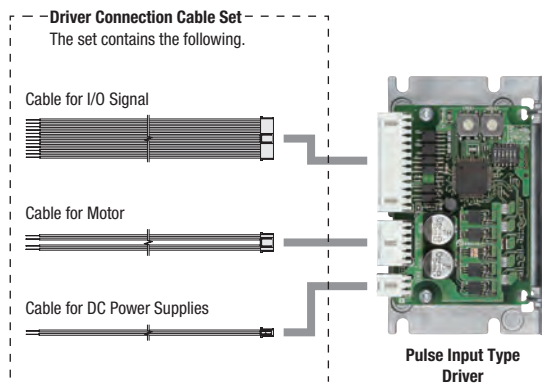 Driver Connection Cable Set
The set contains the following.
Cable for I/O Signal
Cable for Motor
Cable for DC Power Supplies
Pulse Input Type
Driver